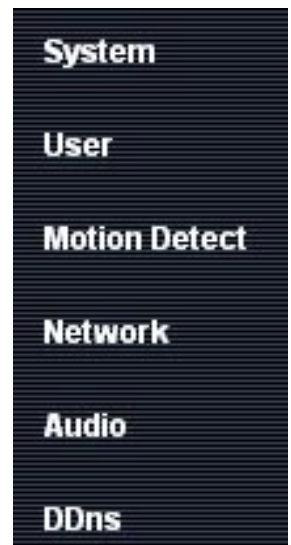 System
User
Motion Detect
Network
Audio
DDns